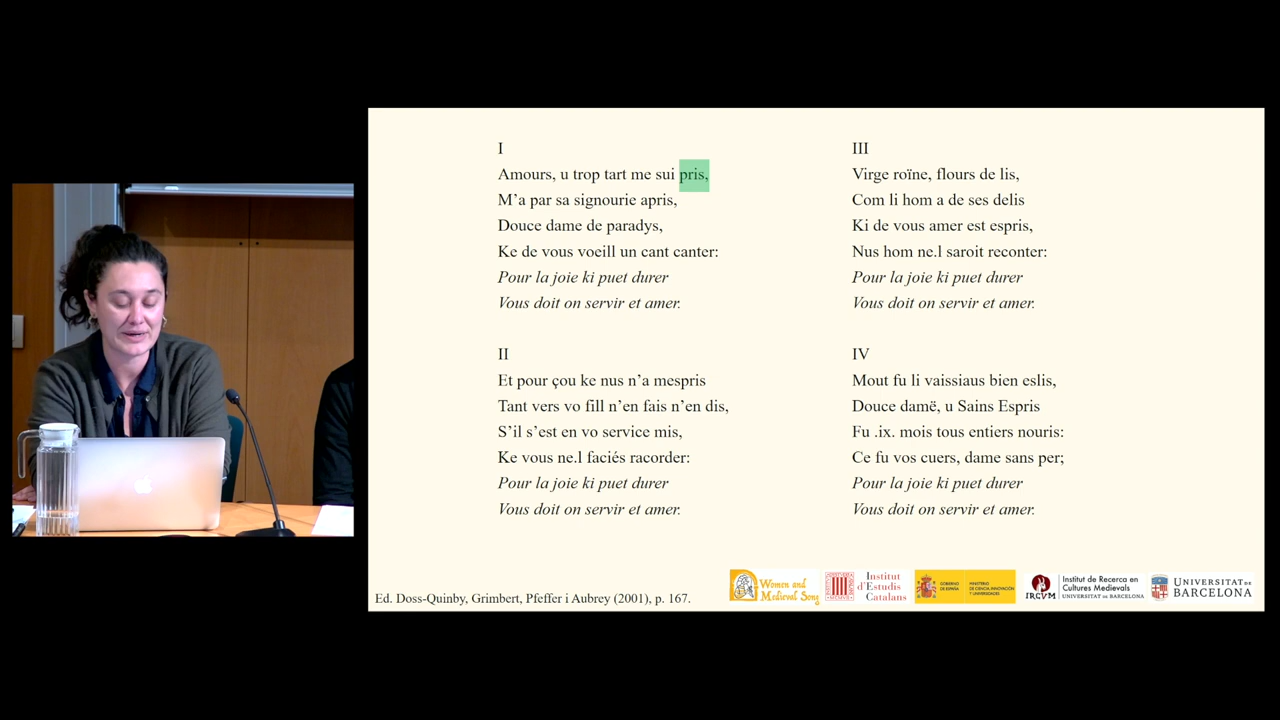 I
Amours, u trop tart me sui pris,
M'a par sa signourie apris,
Douce dame de paradys,
Ke de vous voeill un cant canter:
Pour la joie ki puet durer
Vous doit on servir et amer.
II
Et pour çou ke nus n'a mespris
Tant vers vo fill n'en fais n'en dis,
S'il s'est en vo service mis,
Ke vous ne.l faciés racorder:
Pour la joie ki puet durer
Vous doit on servir et amer.
III
Virge roïne, flours de lis,
Com li hom a de ses delis
Ki de vous amer est espris,
Nus hom ne.l saroit reconter:
Pour la joie ki puet durer
Vous doit on servir et amer.
IV
Mout fu li vaissiaus bien eslis,
Douce damë, u Sains Espris
Fu .ix. mois tous entiers nouris:
Ce fu vos cuers, dame sans per;
Pour la joie ki puet durer
Vous doit on servir et amer.
Ed. Doss-Quinby, Grimbert, Pfeffer i Aubrey (2001), p. 167.
Women and
Medieval Song
Institut
d'Estudis
Catalans
GOBIERNO
DE ESPAÑA
MINISTERIO
DE CIENCIA, INNOVACIÓN
Y UNIVERSIDADES
IRCVM
Institut de Recerca en
Cultures Medievals
UNIVERSITAT DE BARCELONA
UNIVERSITAT DE
BARCELONA